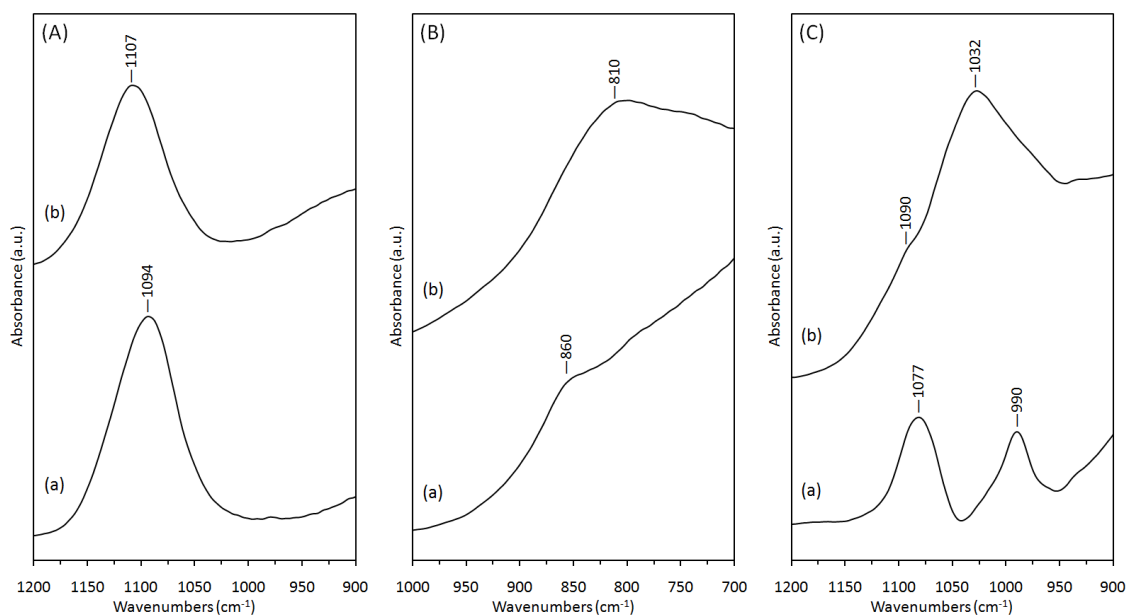 (A)
—1107
(b)
—1094
(a)
Absorbance (a.u.)
1200 1150 1100 1050 1000 950 900
Wavenumbers (cm⁻¹)
(B)
—810
(b)
—860
(a)
Absorbance (a.u.)
1000 950 900 850 800 750 700
Wavenumbers (cm⁻¹)
(C)
—1032
—1090
(b)
—1077
—990
(a)
Absorbance (a.u.)
1200 1150 1100 1050 1000 950 900
Wavenumbers (cm⁻¹)